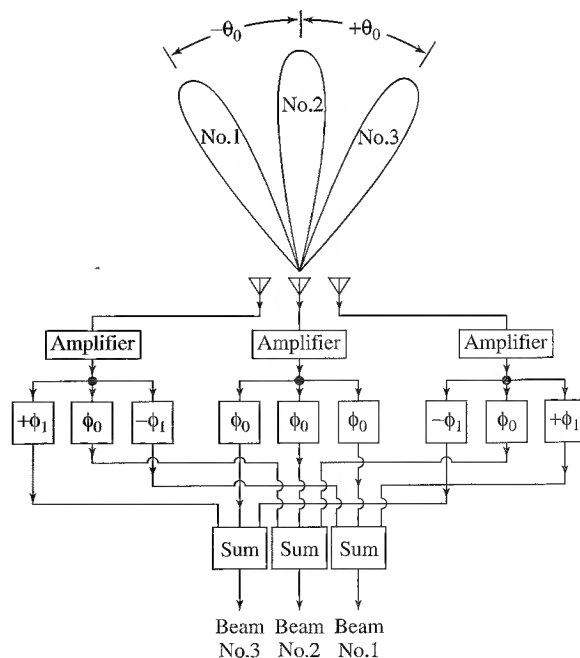 −θ₀ +θ₀
No.1
No.2
No.3
Amplifier Amplifier Amplifier
+ϕ₁ ϕ₀ −ϕ₁ ϕ₀ ϕ₀ ϕ₀ −ϕ₁ ϕ₀ +ϕ₁
Sum Sum Sum
Beam Beam Beam
No.3 No.2 No.1